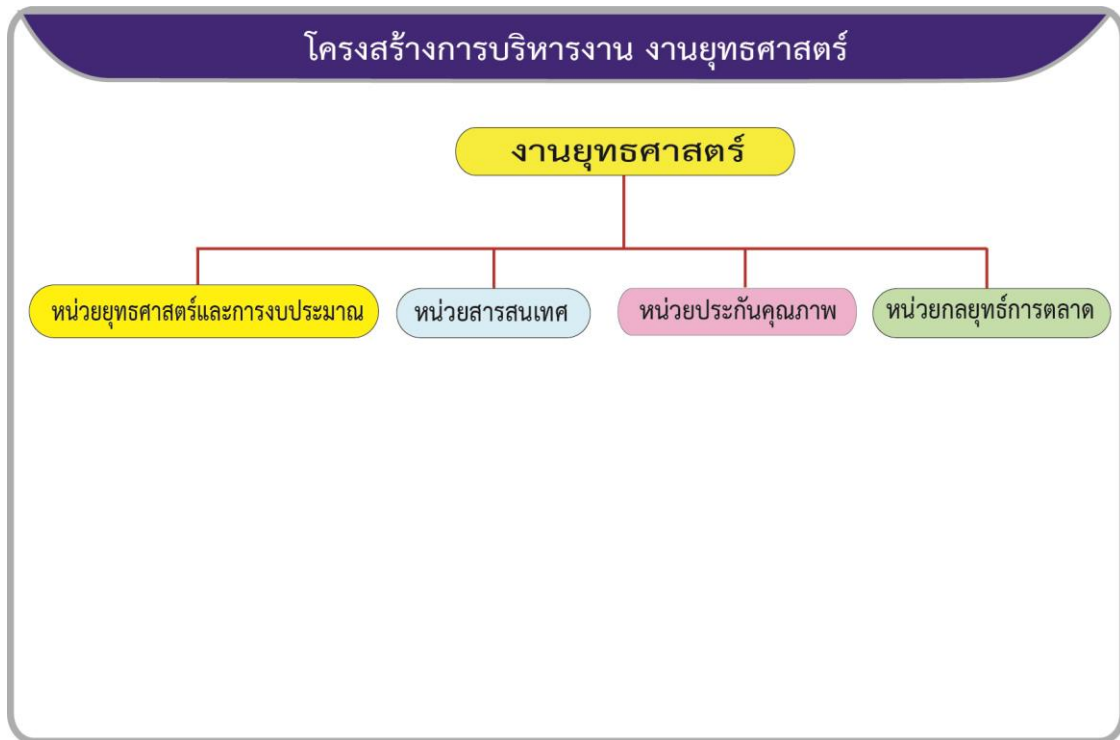 โครงสร้างการบริหารงาน งานยุทธศาสตร์
งานยุทธศาสตร์
หน่วยยุทธศาสตร์และการงบประมาณ
หน่วยสารสนเทศ
หน่วยประกันคุณภาพ
หน่วยกลยุทธ์การตลาด